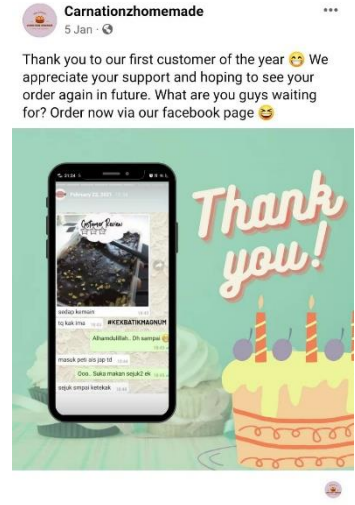 Carnationzhomemade
5 Jan ·
Thank you to our first customer of the year 😁 We
appreciate your support and hoping to see your
order again in future. What are you guys waiting
for? Order now via our facebook page 😆
Thank
you!
Customer Review
sedap kemain
tq kak ima
#KEKBATIKMAGNUM
Alhamdulillah.. Dh sampai
masuk peti ais jap td
Ooo.. Suka makan sejuk2 ek
sejuk smpai ketekak